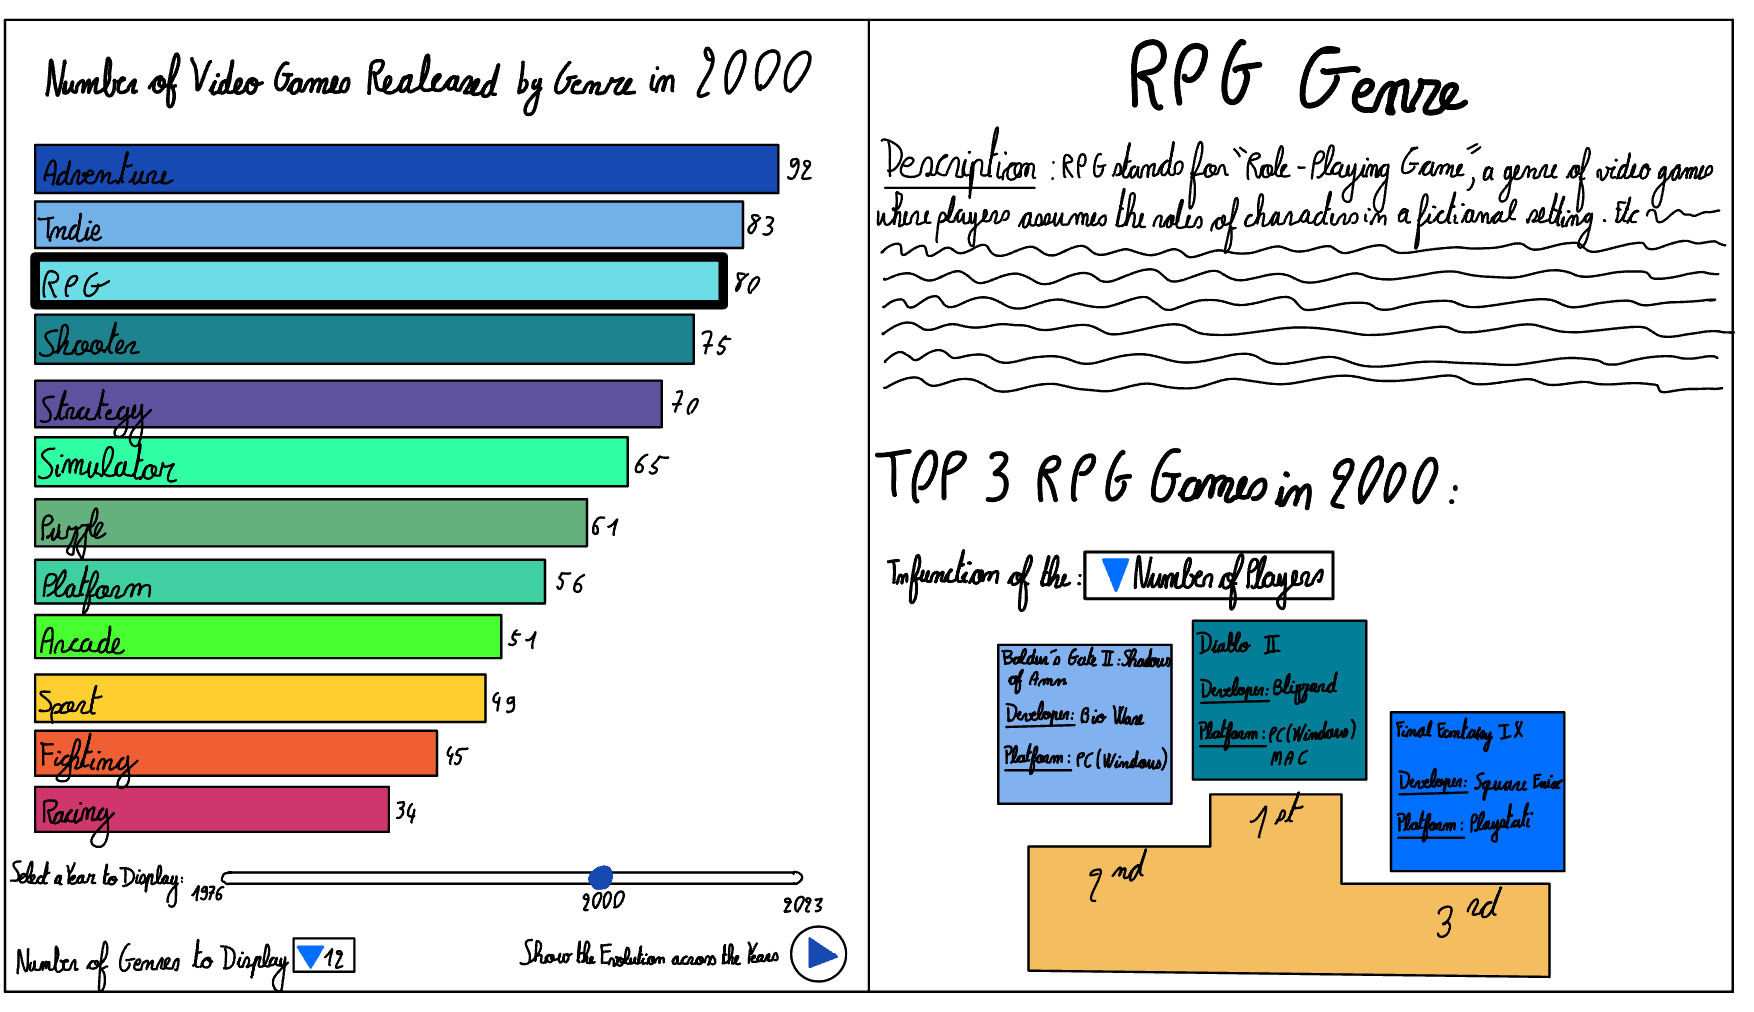 Number of Video Games Realeased by Genre in 2000
Adventure 92
Indie 83
RPG 80
Shooter 75
Strategy 70
Simulator 65
Puzzle 61
Platform 56
Arcade 51
Sport 49
Fighting 45
Racing 34
Select a Year to Display:
1976 2000 2023
Number of Genres to Display 12
Show the Evolution across the Years
RPG Genre
Description : RPG stands for "Role-Playing Game", a genre of video games
where players assumes the roles of characters in a fictional setting. Etc
TOP 3 RPG Games in 2000 :
In function of the : Number of Players
Baldur's Gate II : Shadows
of Amn
Developer: Bio Ware
Platform : PC (Windows)
Diablo II
Developer: Blizzard
Platform : PC (Windows)
MAC
Final Fantasy IX
Developer: Square Enix
Platform : Playstati
1st
2nd
3rd